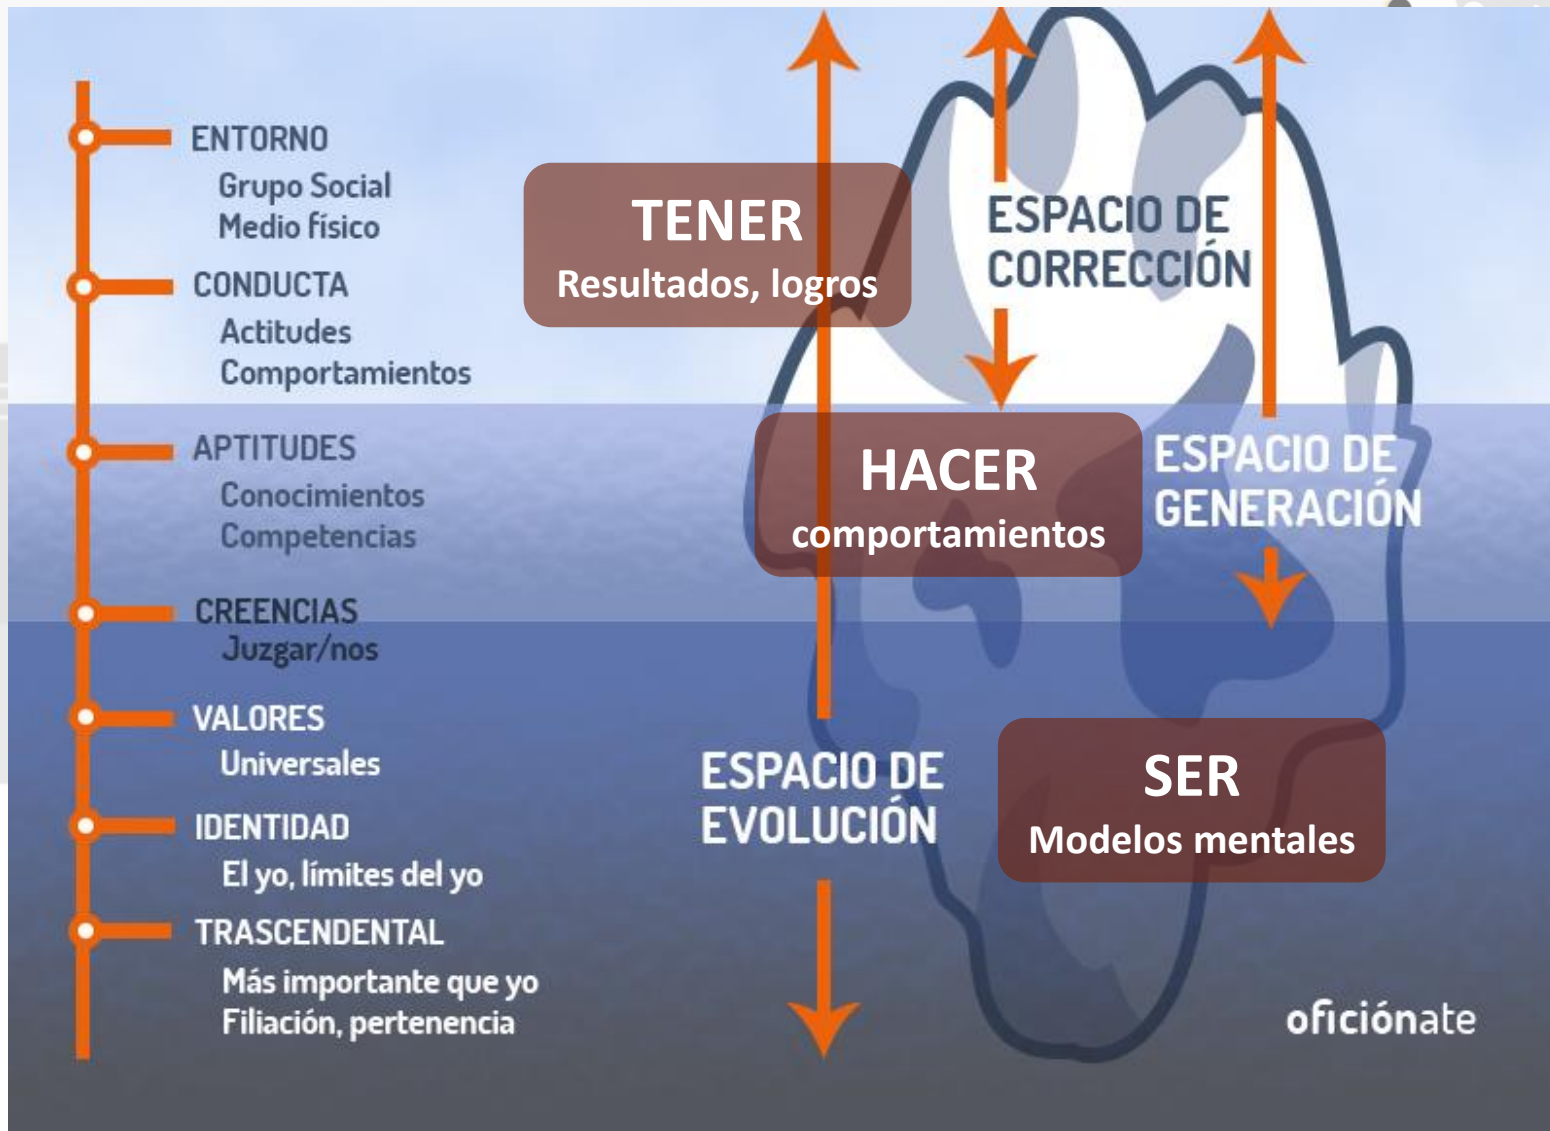 ENTORNO
Grupo Social
Medio físico
CONDUCTA
Actitudes
Comportamientos
APTITUDES
Conocimientos
Competencias
CREENCIAS
Juzgar/nos
VALORES
Universales
IDENTIDAD
El yo, límites del yo
TRASCENDENTAL
Más importante que yo
Filiación, pertenencia
TENER
Resultados, logros
ESPACIO DE
CORRECCIÓN
HACER
comportamientos
ESPACIO DE
GENERACIÓN
ESPACIO DE
EVOLUCIÓN
SER
Modelos mentales
oficiónate